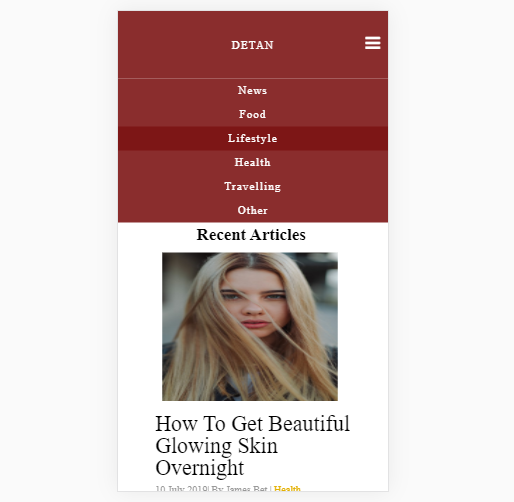 DETAN
News
Food
Lifestyle
Health
Travelling
Other
Recent Articles
How To Get Beautiful
Glowing Skin
Overnight
10 July 2019| By James Bet | Health